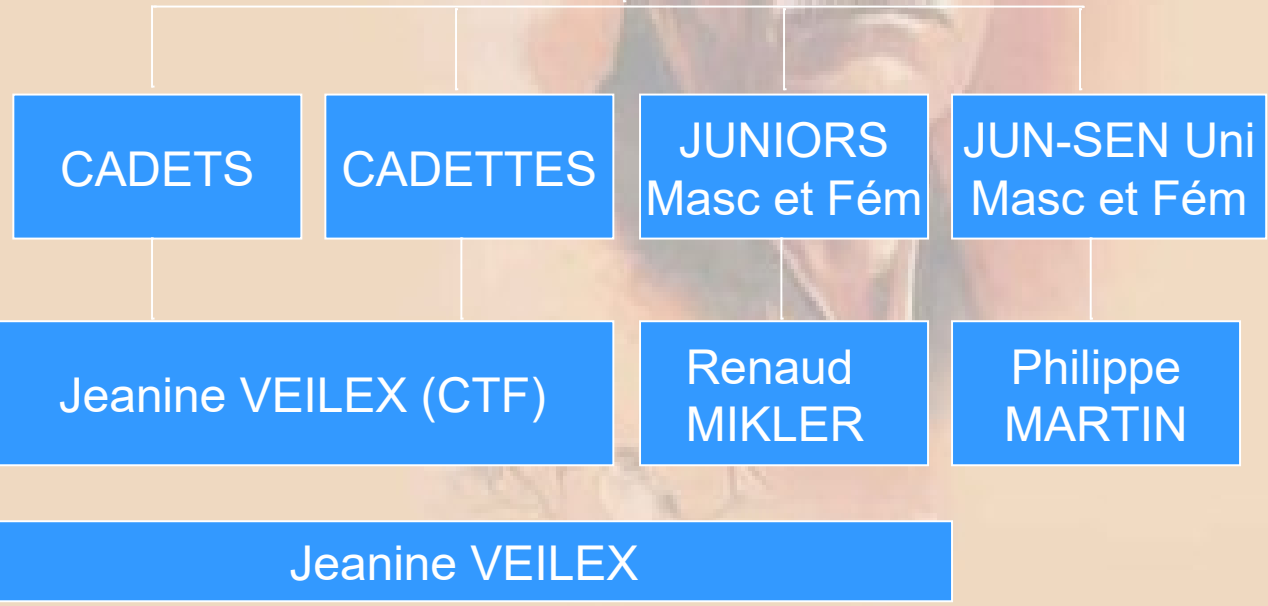 CADETS
CADETTES
JUNIORS
Masc et Fém
JUN-SEN Uni
Masc et Fém
Jeanine VEILEX (CTF)
Renaud
MIKLER
Philippe
MARTIN
Jeanine VEILEX